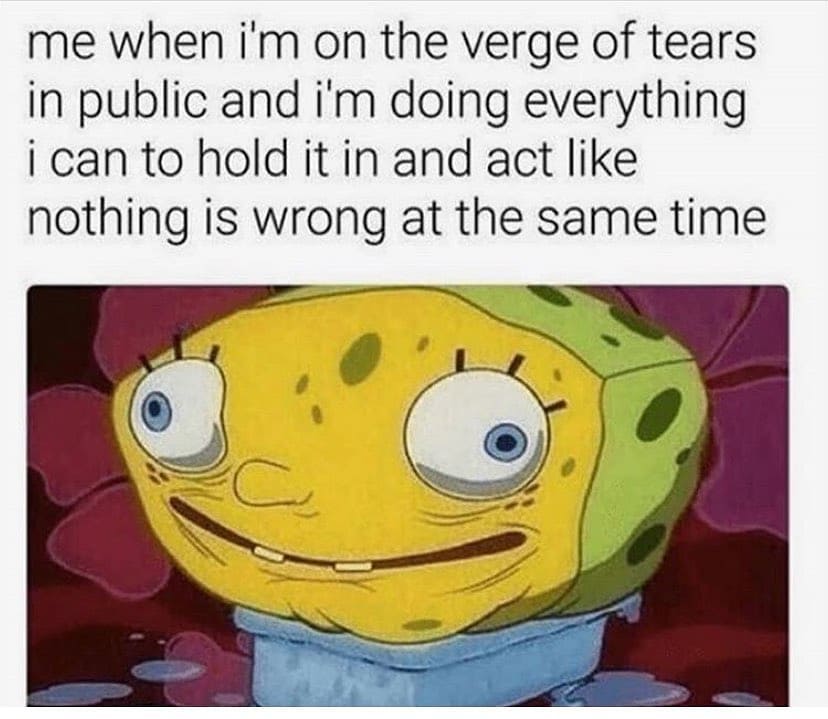 me when i'm on the verge of tears
in public and i'm doing everything
i can to hold it in and act like
nothing is wrong at the same time